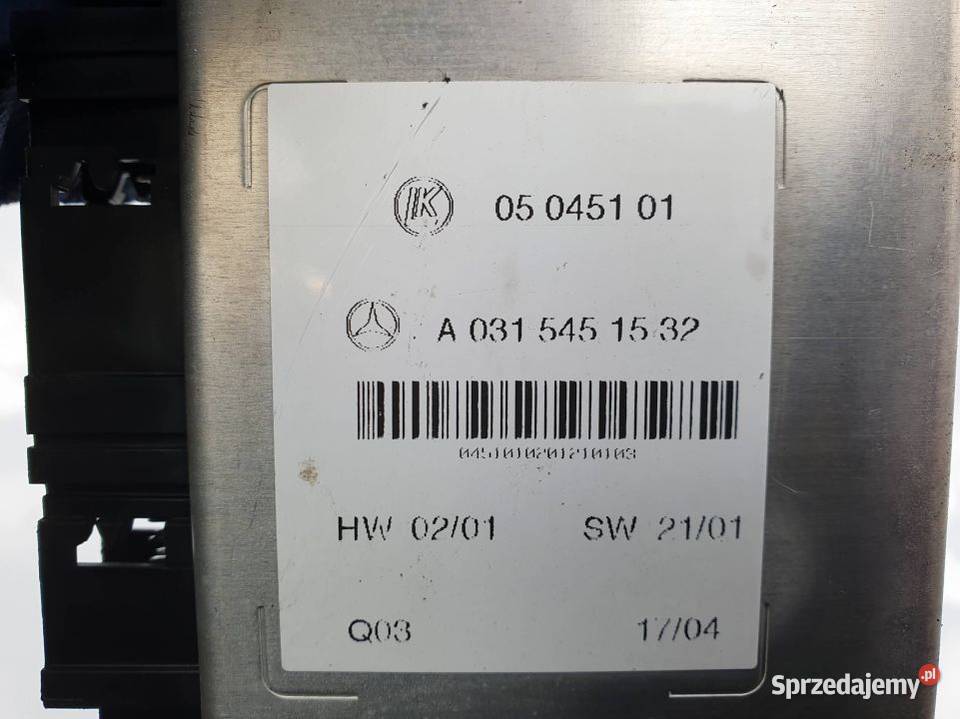 IK 05 0451 01
A 031 545 15 32
0451010201210103
HW 02/01 SW 21/01
Q03 17/04
Sprzedajemy.pl